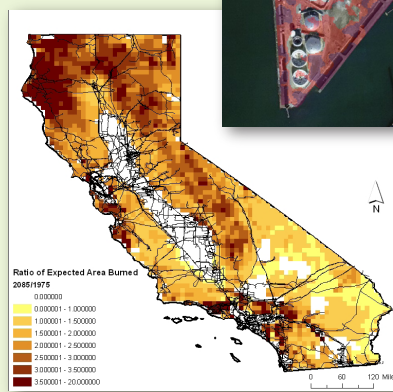 N
Ratio of Expected Area Burned
2085/1975
0.000000
0.000001 - 1.000000
1.000001 - 1.500000
1.500001 - 2.000000
2.000001 - 2.500000
2.500001 - 3.000000
3.000001 - 3.500000
3.500001 - 20.000000
0 60 120